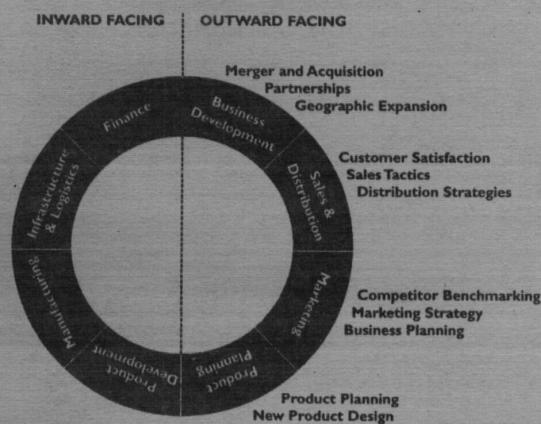 INWARD FACING
OUTWARD FACING
Merger and Acquisition
Partnerships
Geographic Expansion
Finance
Business
Development
Infrastructure
& Logistics
Sales &
Distribution
Customer Satisfaction
Sales Tactics
Distribution Strategies
Manufacturing
Marketing
Competitor Benchmarking
Marketing Strategy
Business Planning
Product
Development
Product
Planning
Product Planning
New Product Design